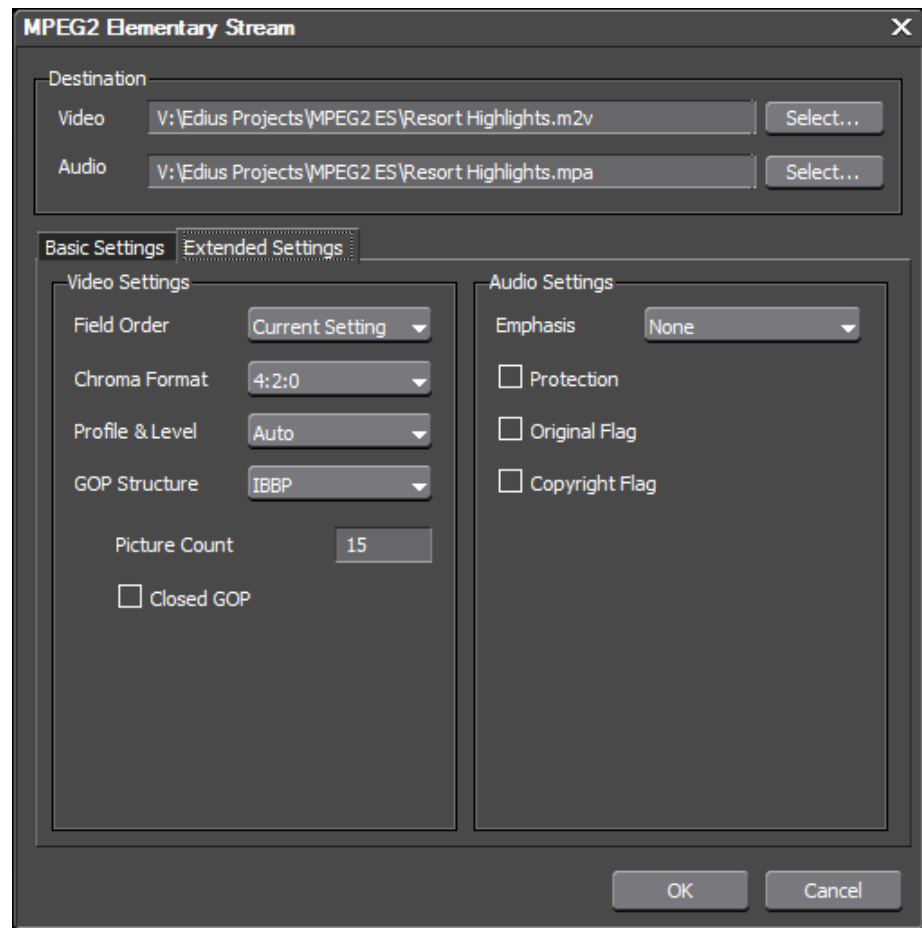 MPEG2 Elementary Stream
Destination
Video V:\Edius Projects\MPEG2 ES\Resort Highlights.m2v Select...
Audio V:\Edius Projects\MPEG2 ES\Resort Highlights.mpa Select...
Basic Settings Extended Settings
Video Settings
Field Order Current Setting
Chroma Format 4:2:0
Profile & Level Auto
GOP Structure IBBP
Picture Count 15
Closed GOP
Audio Settings
Emphasis None
Protection
Original Flag
Copyright Flag
OK Cancel